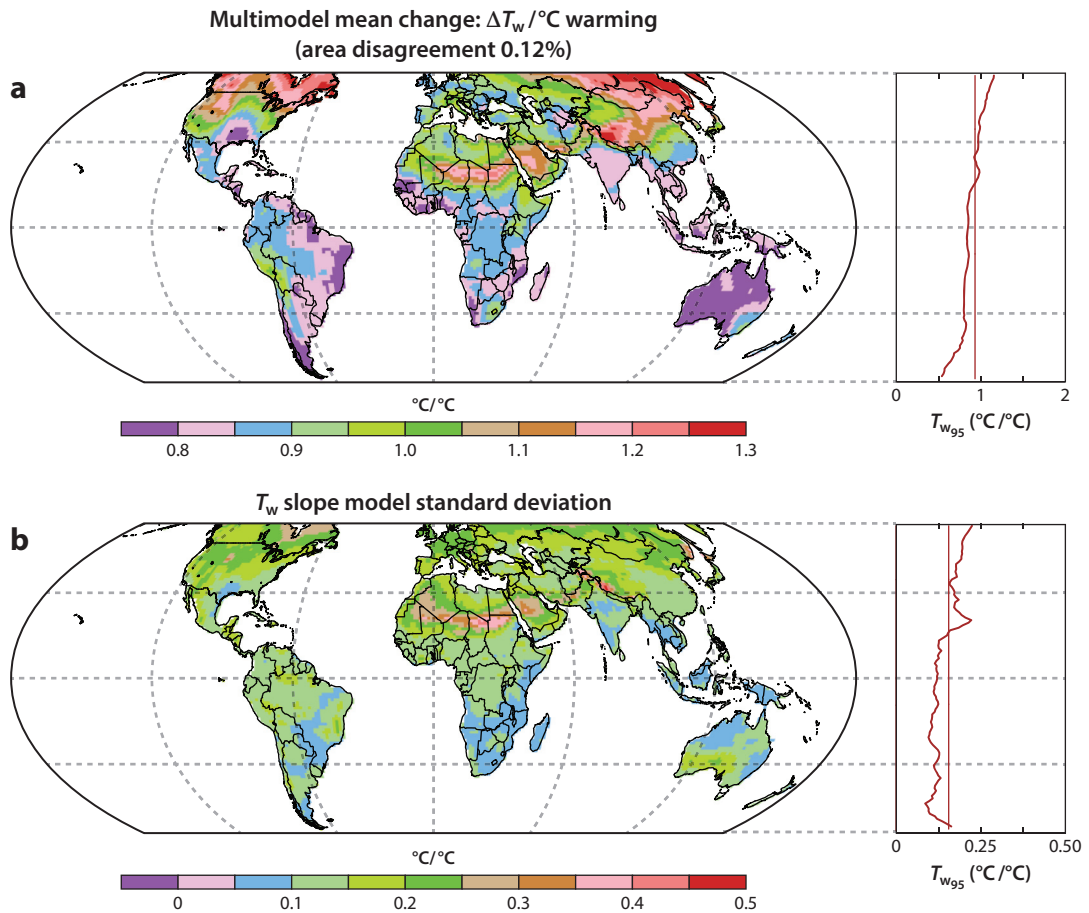 Multimodel mean change: ΔTw/°C warming
(area disagreement 0.12%)
a
°C/°C
0.8 0.9 1.0 1.1 1.2 1.3
0 1 2
Tw95 (°C/°C)
Tw slope model standard deviation
b
°C/°C
0 0.1 0.2 0.3 0.4 0.5
0 0.25 0.50
Tw95 (°C/°C)